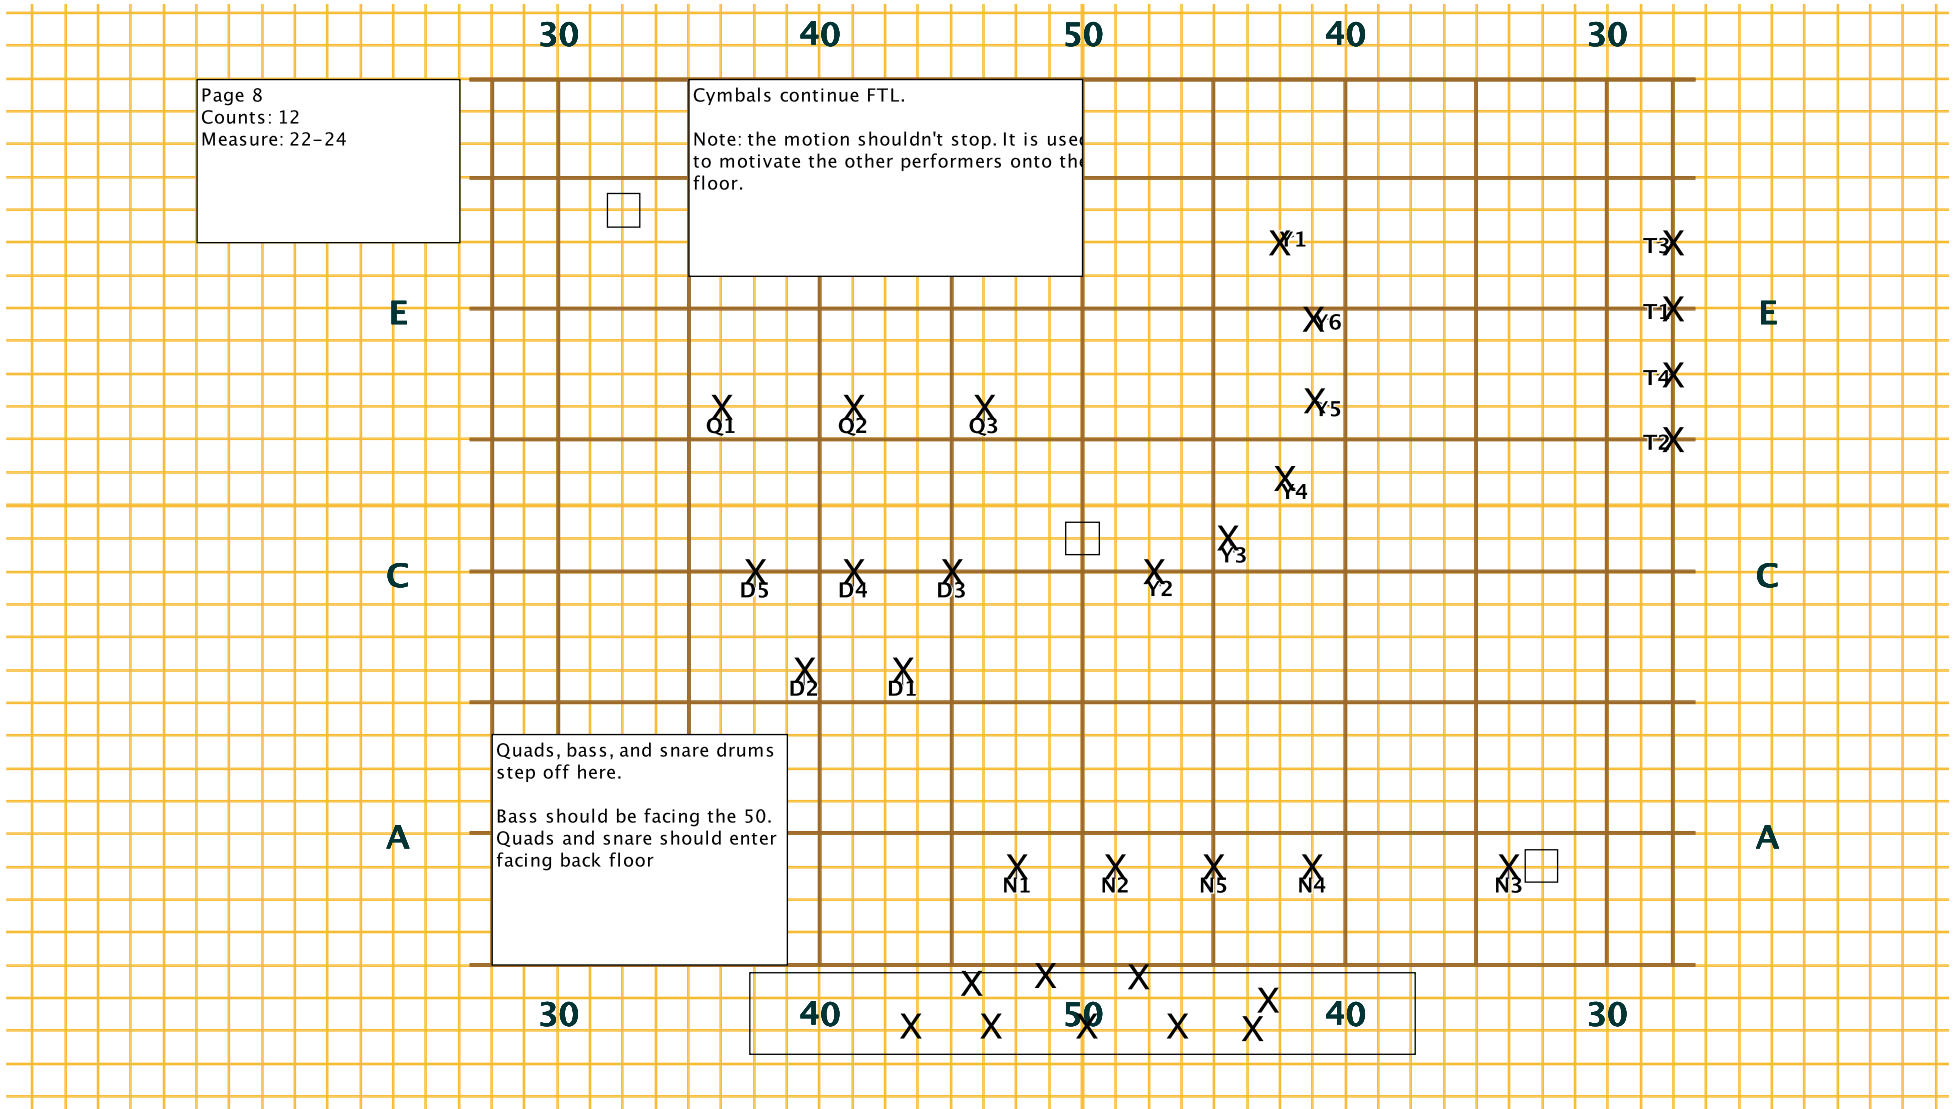 30 40 50 40 30
Page 8
Counts: 12
Measure: 22-24
Cymbals continue FTL.
Note: the motion shouldn't stop. It is used
to motivate the other performers onto the
floor.
Y1
T3
E
T1
E
Y6
T4
Y5
Q1 Q2 Q3
T2
Y4
Y3
C
D5 D4 D3
Y2
C
D2 D1
Quads, bass, and snare drums
step off here.
Bass should be facing the 50.
Quads and snare should enter
facing back floor
A
A
N1 N2 N5 N4 N3
30 40 50 40 30